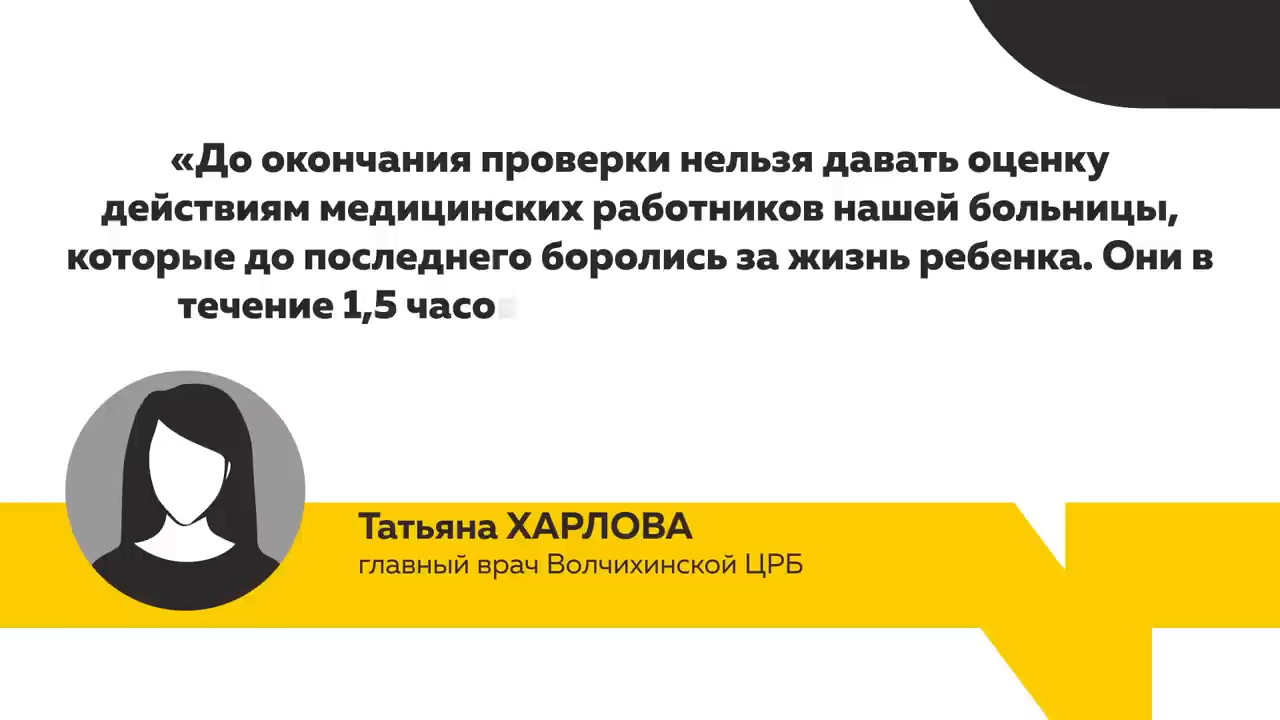 «До окончания проверки нельзя давать оценку
действиям медицинских работников нашей больницы,
которые до последнего боролись за жизнь ребенка. Они в
течение 1,5 часо
Татьяна ХАРЛОВА
главный врач Волчихинской ЦРБ